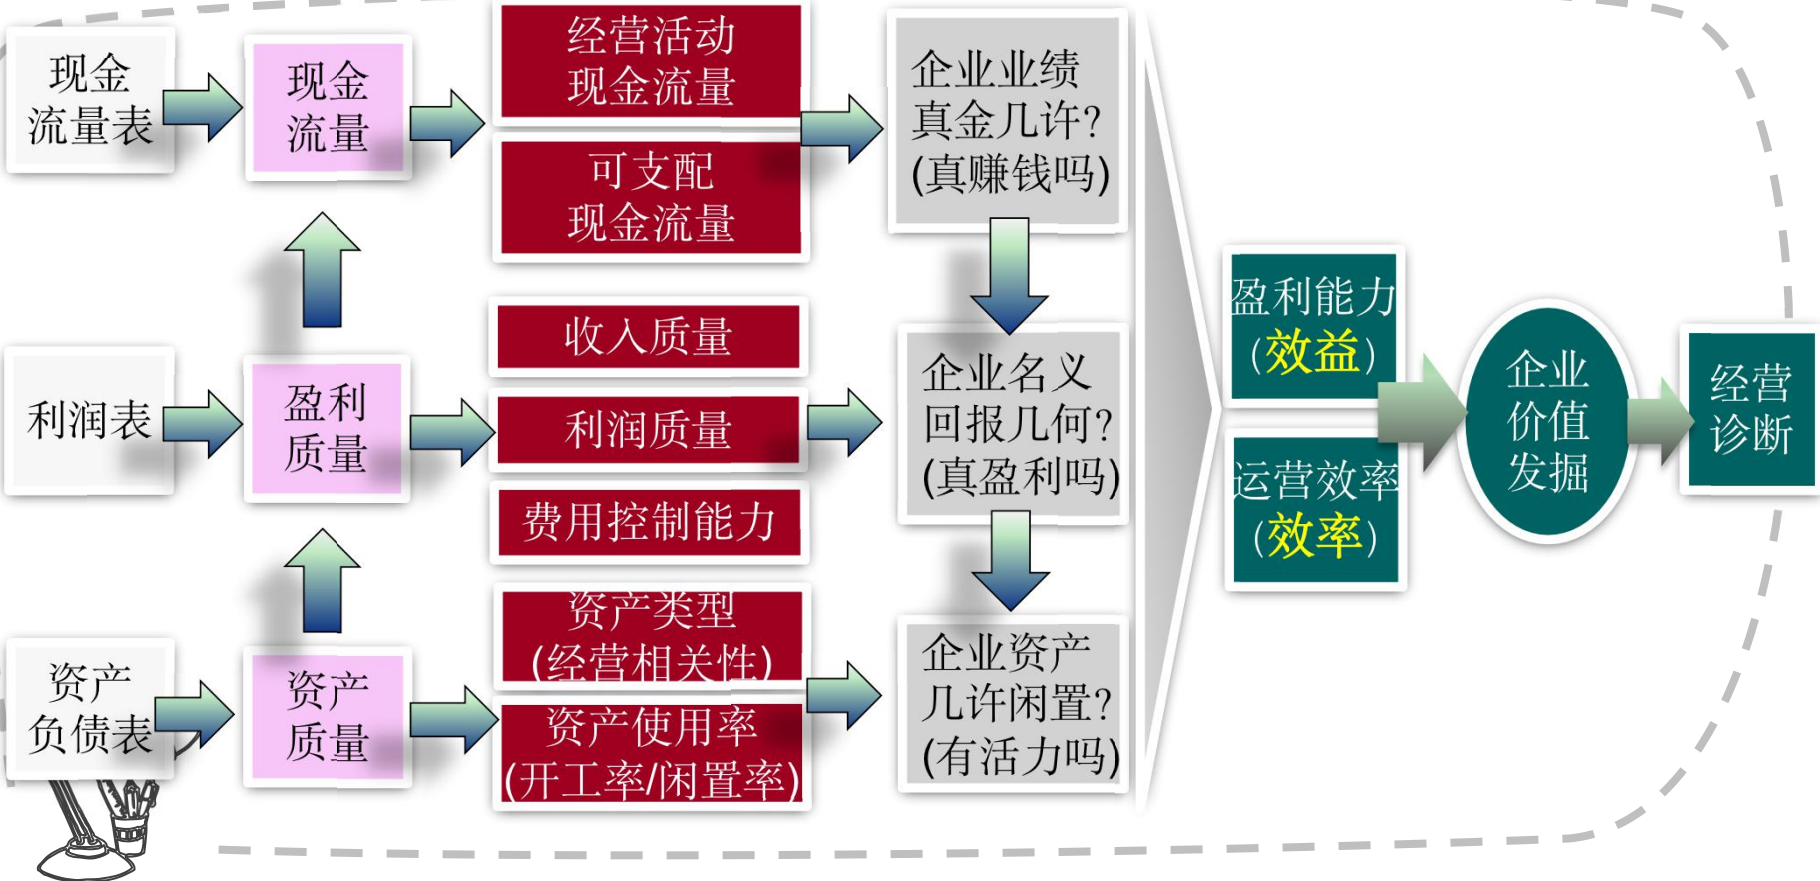 现金
流量表
现金
流量
经营活动
现金流量
可支配
现金流量
企业业绩
真金几许?
(真赚钱吗)
利润表
盈利
质量
收入质量
利润质量
费用控制能力
企业名义
回报几何?
(真盈利吗)
资产
负债表
资产
质量
资产类型
(经营相关性)
资产使用率
(开工率/闲置率)
企业资产
几许闲置?
(有活力吗)
盈利能力
(效益)
运营效率
(效率)
企业
价值
发掘
经营
诊断